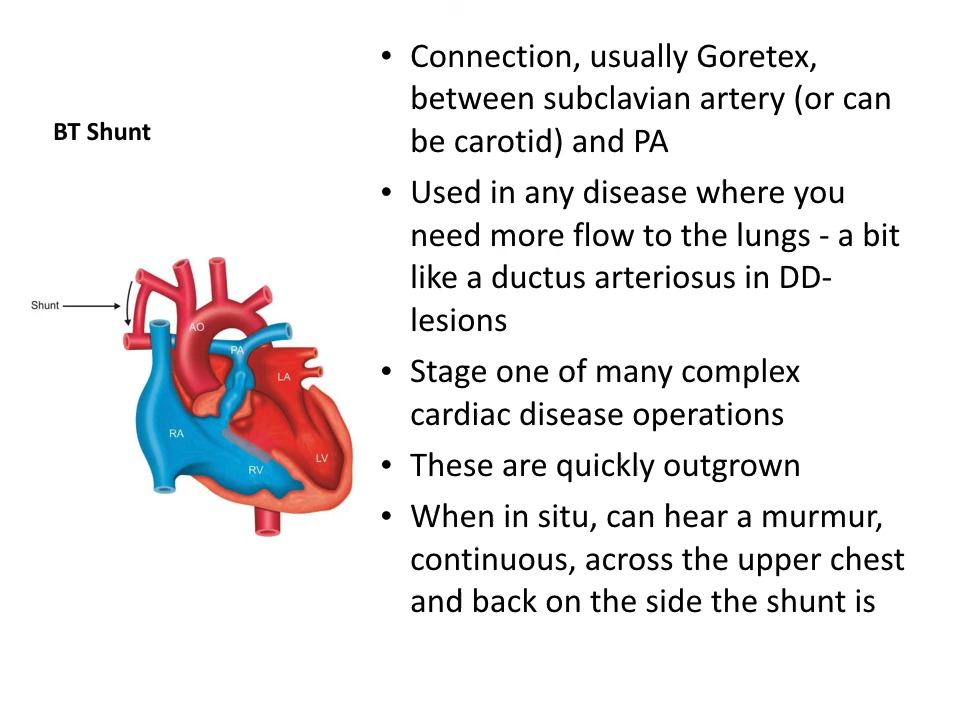 BT Shunt
• Connection, usually Goretex,
between subclavian artery (or can
be carotid) and PA
• Used in any disease where you
need more flow to the lungs - a bit
like a ductus arteriosus in DD-
lesions
• Stage one of many complex
cardiac disease operations
• These are quickly outgrown
• When in situ, can hear a murmur,
continuous, across the upper chest
and back on the side the shunt is
Shunt
AO
PA
LA
RA
LV
RV